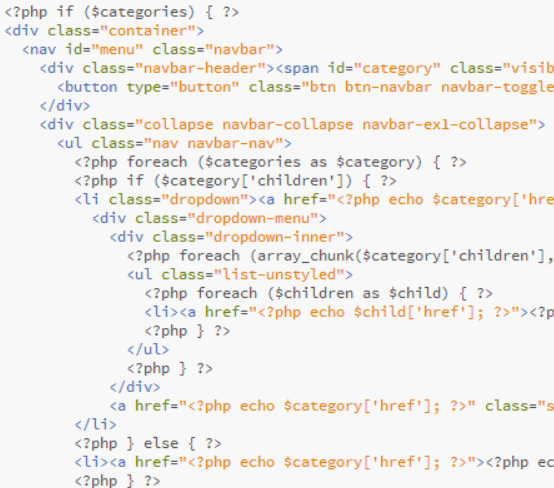 <?php if ($categories) { ?>
<div class="container">
<nav id="menu" class="navbar">
<div class="navbar-header"><span id="category" class="visib
<button type="button" class="btn btn-navbar navbar-toggle
</div>
<div class="collapse navbar-collapse navbar-ex1-collapse">
<ul class="nav navbar-nav">
<?php foreach ($categories as $category) { ?>
<?php if ($category['children']) { ?>
<li class="dropdown"><a href="<?php echo $category['hre
<div class="dropdown-menu">
<div class="dropdown-inner">
<?php foreach (array_chunk($category['children'],
<ul class="list-unstyled">
<?php foreach ($children as $child) { ?>
<li><a href="<?php echo $child['href']; ?>"><?p
<?php } ?>
</ul>
<?php } ?>
</div>
<a href="<?php echo $category['href']; ?>" class="s
</li>
<?php } else { ?>
<li><a href="<?php echo $category['href']; ?>"><?php ec
<?php } ?>